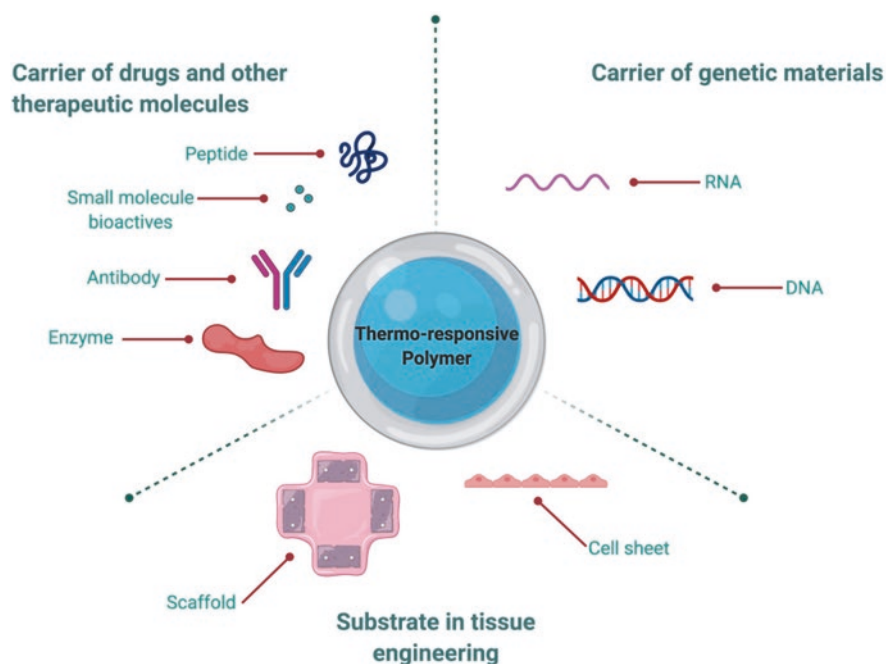 Carrier of drugs and other
therapeutic molecules
Carrier of genetic materials
Peptide
Small molecule
bioactives
Antibody
Enzyme
RNA
DNA
Thermo-responsive
Polymer
Scaffold
Cell sheet
Substrate in tissue
engineering